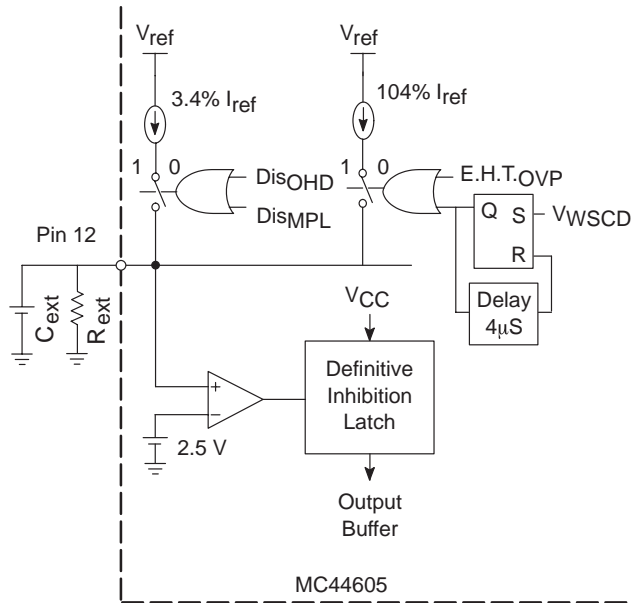 Vref
Vref
3.4% Iref
104% Iref
1 0
DisOHD
DisMPL
1 0
E.H.T.OVP
Q S
R
VWSCD
Delay
4µS
Pin 12
Cext
Rext
VCC
+
–
2.5 V
Definitive
Inhibition
Latch
Output
Buffer
MC44605